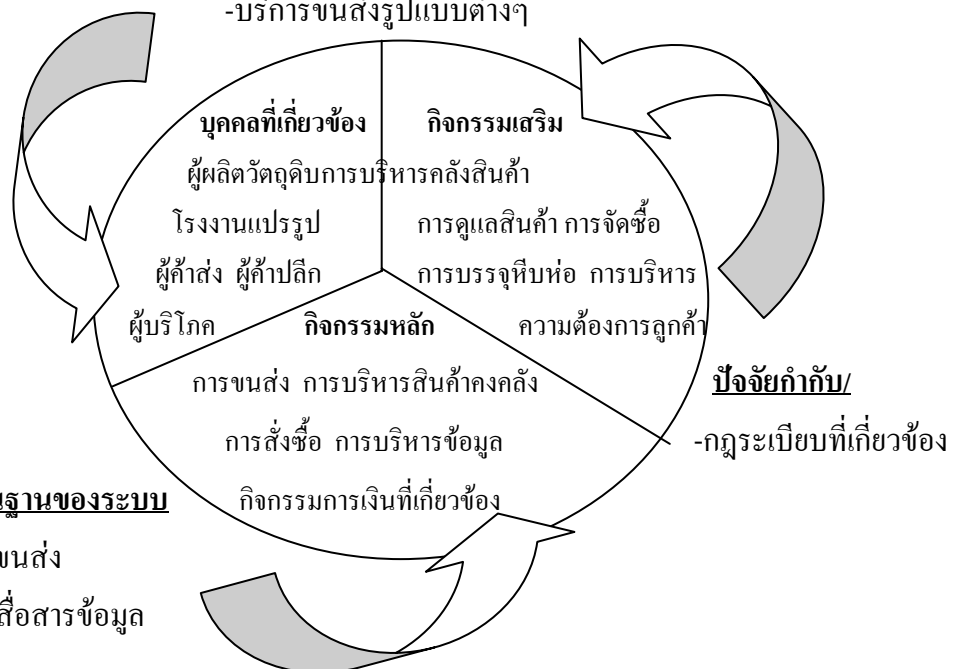 -บริการขนส่งรูปแบบต่างๆ
บุคคลที่เกี่ยวข้อง
ผู้ผลิตวัตถุดิบ
โรงงานแปรรูป
ผู้ค้าส่ง ผู้ค้าปลีก
ผู้บริโภค
กิจกรรมเสริม
การบริหารคลังสินค้า
การดูแลสินค้า การจัดซื้อ
การบรรจุหีบห่อ การบริหาร
ความต้องการลูกค้า
กิจกรรมหลัก
การขนส่ง การบริหารสินค้าคงคลัง
การสั่งซื้อ การบริหารข้อมูล
กิจกรรมการเงินที่เกี่ยวข้อง
ปัจจัยกำกับ/
-กฎระเบียบที่เกี่ยวข้อง
นฐานของระบบ
ขนส่ง
สื่อสารข้อมูล